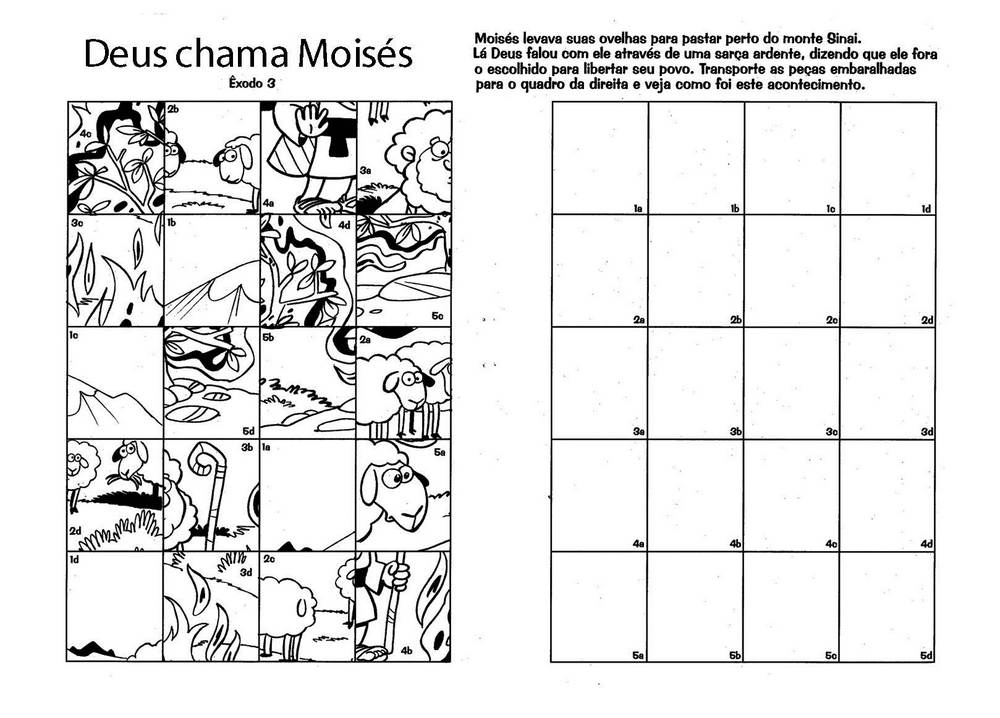 Deus chama Moisés
Êxodo 3
Moisés levava suas ovelhas para pastar perto do monte Sinai.
Lá Deus falou com ele através de uma sarça ardente, dizendo que ele fora
o escolhido para libertar seu povo. Transporte as peças embaralhadas
para o quadro da direita e veja como foi este acontecimento.
4c 2b 4a 3a
3c 1b 4d 5c
1c 5d 5b 2a
2d 3b 1a 5a
1d 3d 2c 4b
1a 1b 1c 1d
2a 2b 2c 2d
3a 3b 3c 3d
4a 4b 4c 4d
5a 5b 5c 5d